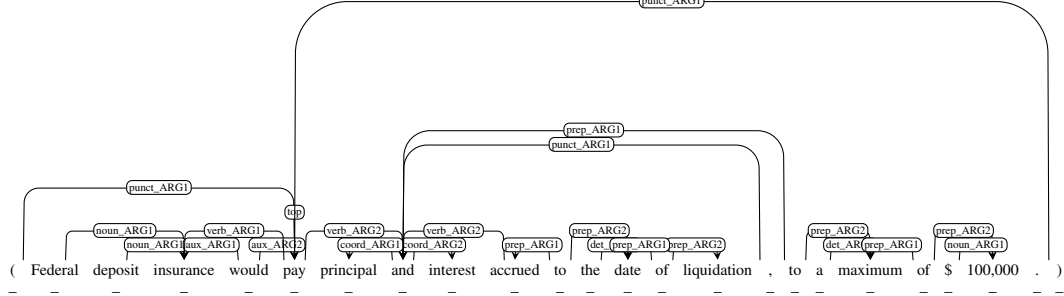 punct_ARG1
prep_ARG1
punct_ARG1
punct_ARG1
top
noun_ARG1 verb_ARG1 verb_ARG2 verb_ARG2 prep_ARG2 prep_ARG2 prep_ARG2
noun_ARG1 aux_ARG1 aux_ARG2 coord_ARG1 coord_ARG2 prep_ARG1 prep_ARG1 prep_ARG2 prep_ARG1 noun_ARG1
( Federal deposit insurance would pay principal and interest accrued to the date of liquidation , to a maximum of $ 100,000 . )
_ _ _ _ _ _ _ _ _ _ _ _ _ _ _ _ _ _ _ _ _ _ _ _